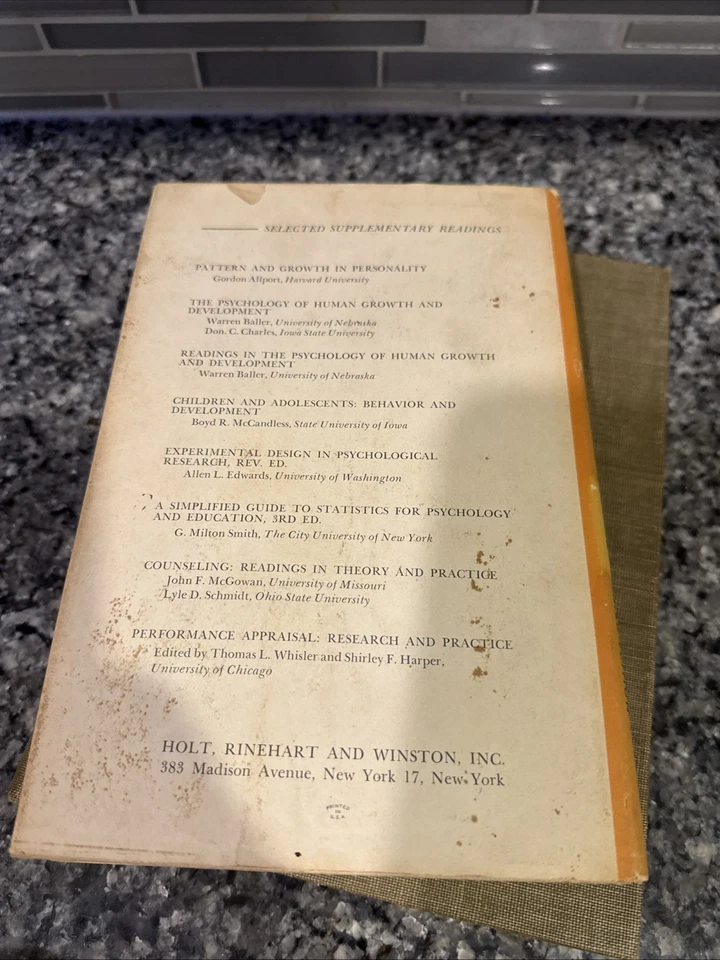 SELECTED SUPPLEMENTARY READINGS
PATTERN AND GROWTH IN PERSONALITY
Gordon Allport, Harvard University
THE PSYCHOLOGY OF HUMAN GROWTH AND
DEVELOPMENT
Warren Baller, University of Nebraska
Don. C. Charles, Iowa State University
READINGS IN THE PSYCHOLOGY OF HUMAN GROWTH
AND DEVELOPMENT
Warren Baller, University of Nebraska
CHILDREN AND ADOLESCENTS: BEHAVIOR AND
DEVELOPMENT
Boyd R. McCandless, State University of Iowa
EXPERIMENTAL DESIGN IN PSYCHOLOGICAL
RESEARCH, REV. ED.
Allen L. Edwards, University of Washington
A SIMPLIFIED GUIDE TO STATISTICS FOR PSYCHOLOGY
AND EDUCATION, 3RD ED.
G. Milton Smith, The City University of New York
COUNSELING: READINGS IN THEORY AND PRACTICE
John F. McGowan, University of Missouri
Lyle D. Schmidt, Ohio State University
PERFORMANCE APPRAISAL: RESEARCH AND PRACTICE
Edited by Thomas L. Whisler and Shirley F. Harper,
University of Chicago
HOLT, RINEHART AND WINSTON, INC.
383 Madison Avenue, New York 17, New York
PRINTED
IN
U.S.A.